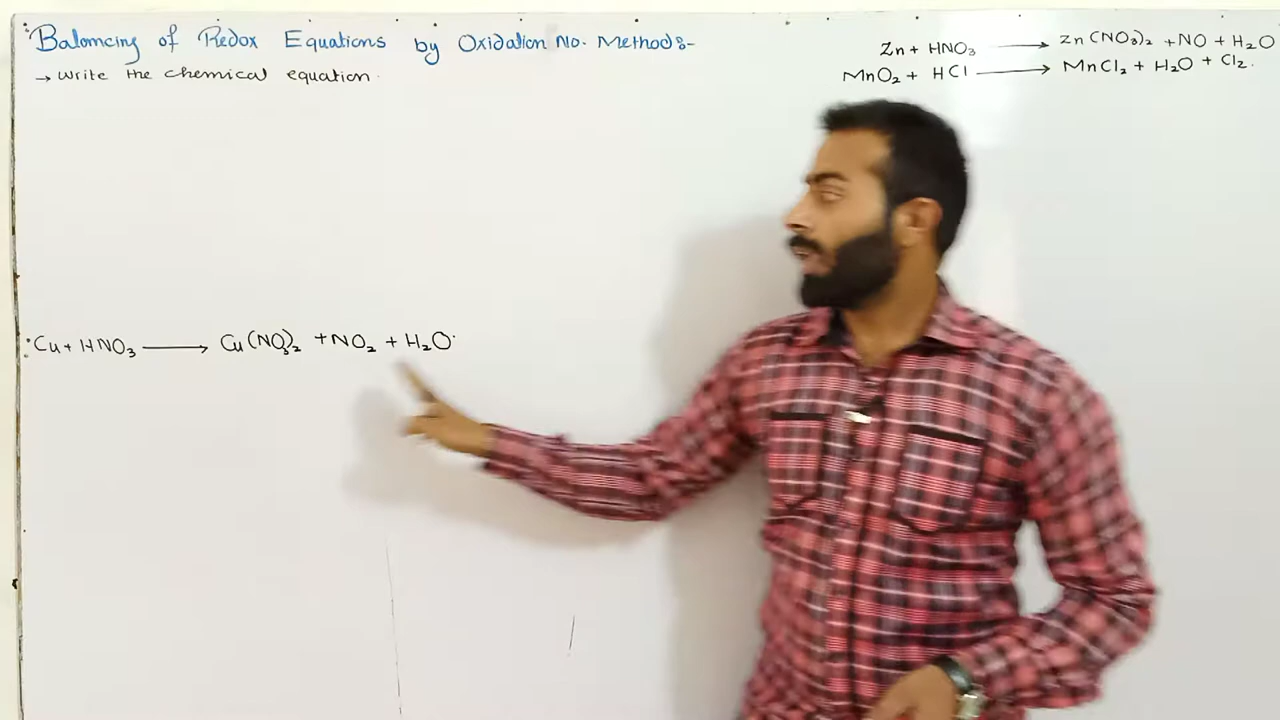 Balancing of Redox Equations by Oxidation No. Method:-
→ Write the chemical equation.
Zn + HNO₃ ⟶ Zn(NO₃)₂ + NO + H₂O
MnO₂ + HCl ⟶ MnCl₂ + H₂O + Cl₂.
Cu + HNO₃ ⟶ Cu(NO₃)₂ + NO₂ + H₂O.